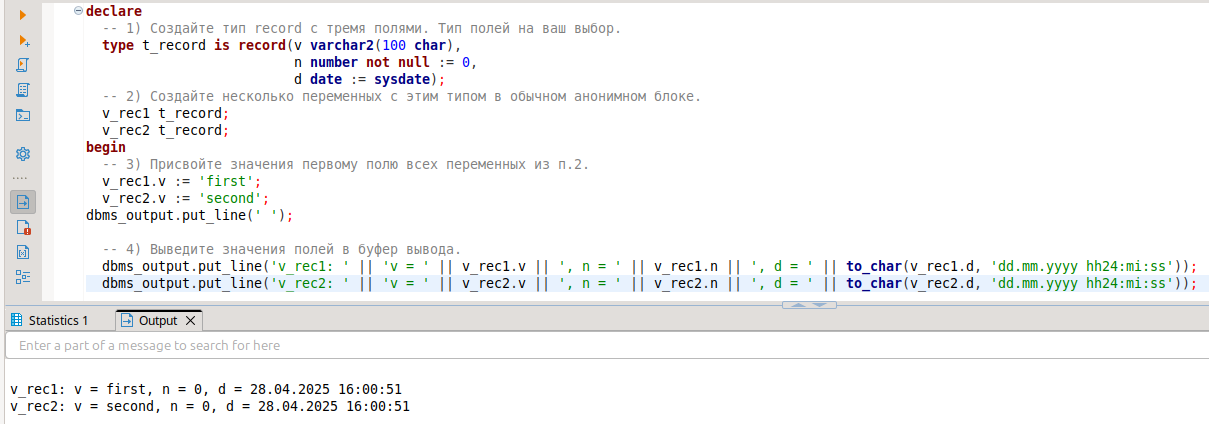 declare
-- 1) Создайте тип record с тремя полями. Тип полей на ваш выбор.
type t_record is record(v varchar2(100 char),
n number not null := 0,
d date := sysdate);
-- 2) Создайте несколько переменных с этим типом в обычном анонимном блоке.
v_rec1 t_record;
v_rec2 t_record;
begin
-- 3) Присвойте значения первому полю всех переменных из п.2.
v_rec1.v := 'first';
v_rec2.v := 'second';
dbms_output.put_line(' ');
-- 4) Выведите значения полей в буфер вывода.
dbms_output.put_line('v_rec1: ' || 'v = ' || v_rec1.v || ', n = ' || v_rec1.n || ', d = ' || to_char(v_rec1.d, 'dd.mm.yyyy hh24:mi:ss'));
dbms_output.put_line('v_rec2: ' || 'v = ' || v_rec2.v || ', n = ' || v_rec2.n || ', d = ' || to_char(v_rec2.d, 'dd.mm.yyyy hh24:mi:ss'));
Statistics 1 Output
Enter a part of a message to search for here
v_rec1: v = first, n = 0, d = 28.04.2025 16:00:51
v_rec2: v = second, n = 0, d = 28.04.2025 16:00:51